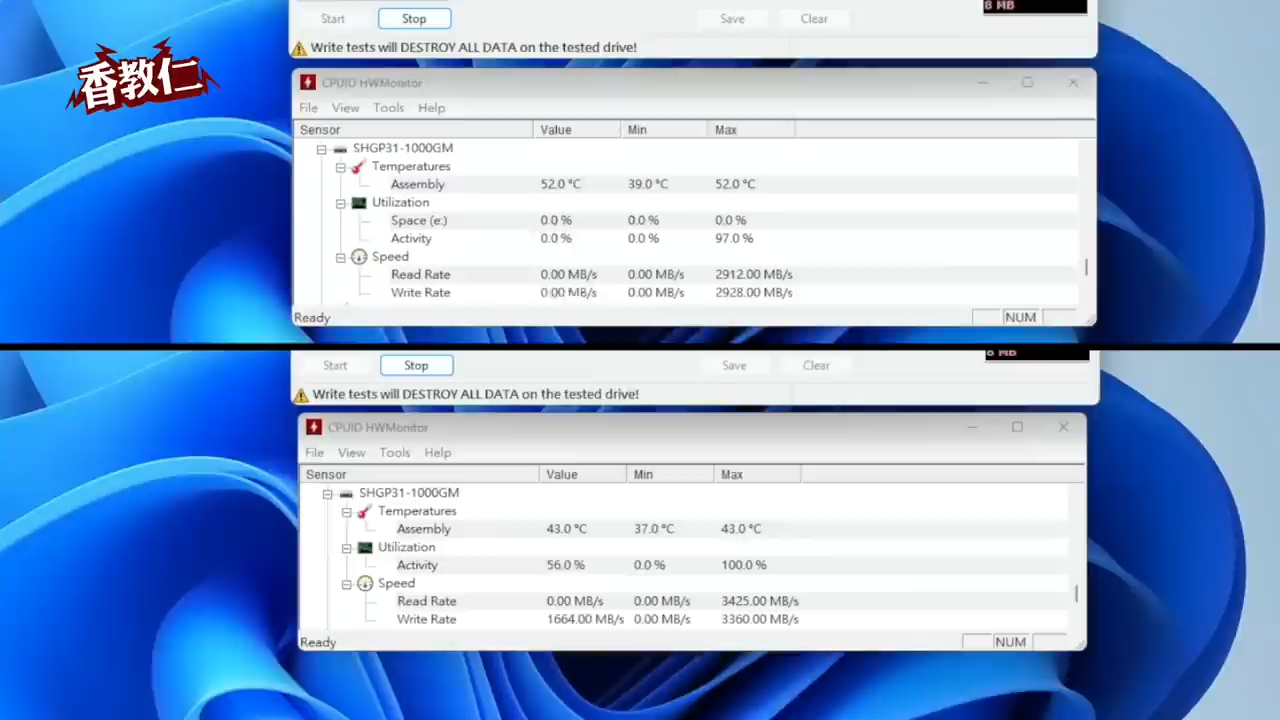 香教仁
Start Stop Save Clear
8 MB
Write tests will DESTROY ALL DATA on the tested drive!
CPUID HWMonitor
File View Tools Help
Sensor Value Min Max
SHGP31-1000GM
Temperatures
Assembly 52.0 °C 39.0 °C 52.0 °C
Utilization
Space (e:) 0.0 % 0.0 % 0.0 %
Activity 0.0 % 0.0 % 97.0 %
Speed
Read Rate 0.00 MB/s 0.00 MB/s 2912.00 MB/s
Write Rate 0.00 MB/s 0.00 MB/s 2928.00 MB/s
Ready NUM
Start Stop Save Clear
8 MB
Write tests will DESTROY ALL DATA on the tested drive!
CPUID HWMonitor
File View Tools Help
Sensor Value Min Max
SHGP31-1000GM
Temperatures
Assembly 43.0 °C 37.0 °C 43.0 °C
Utilization
Activity 56.0 % 0.0 % 100.0 %
Speed
Read Rate 0.00 MB/s 0.00 MB/s 3425.00 MB/s
Write Rate 1664.00 MB/s 0.00 MB/s 3360.00 MB/s
Ready NUM